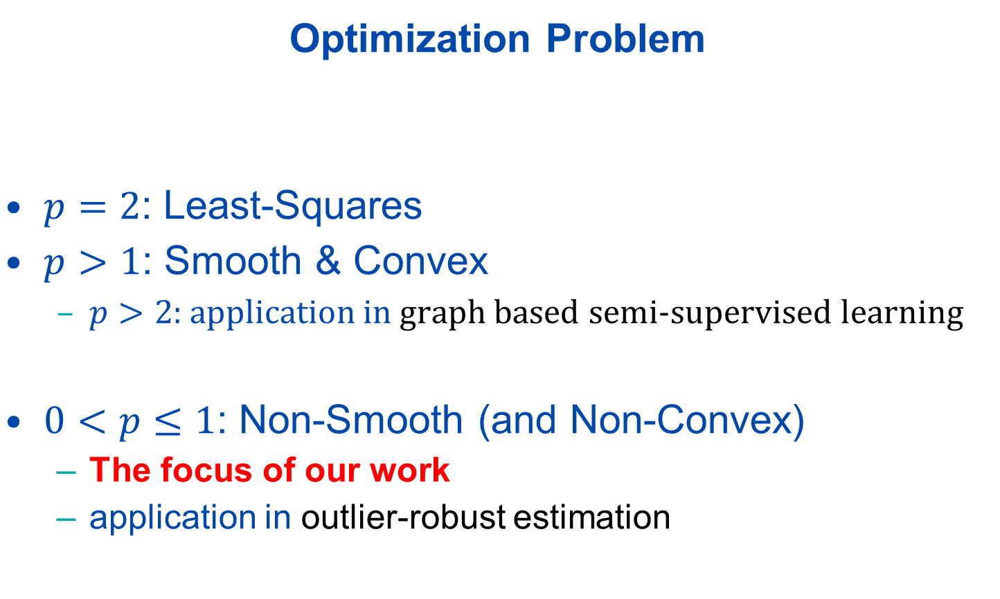 Optimization Problem
• p = 2: Least-Squares
• p > 1: Smooth & Convex
– p > 2: application in graph based semi-supervised learning
• 0 < p ≤ 1: Non-Smooth (and Non-Convex)
– The focus of our work
– application in outlier-robust estimation